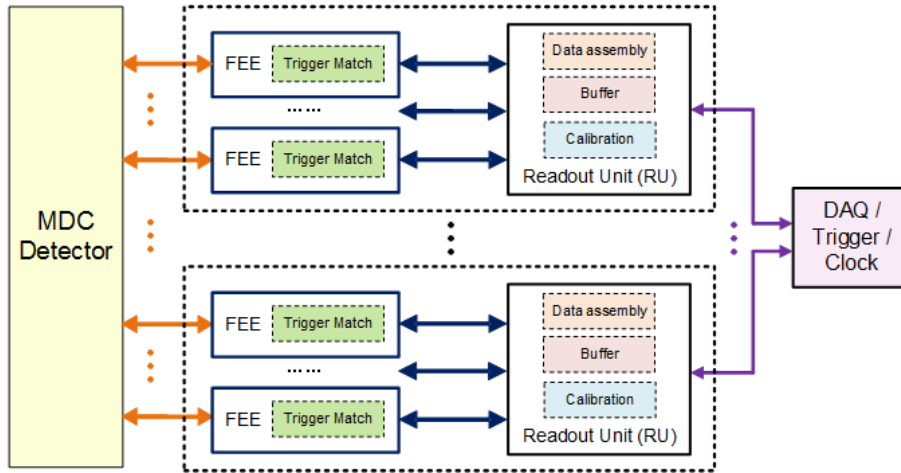 MDC
Detector
FEE
Trigger Match
... ...
FEE
Trigger Match
Data assembly
Buffer
Calibration
Readout Unit (RU)
FEE
Trigger Match
... ...
FEE
Trigger Match
Data assembly
Buffer
Calibration
Readout Unit (RU)
DAQ /
Trigger /
Clock